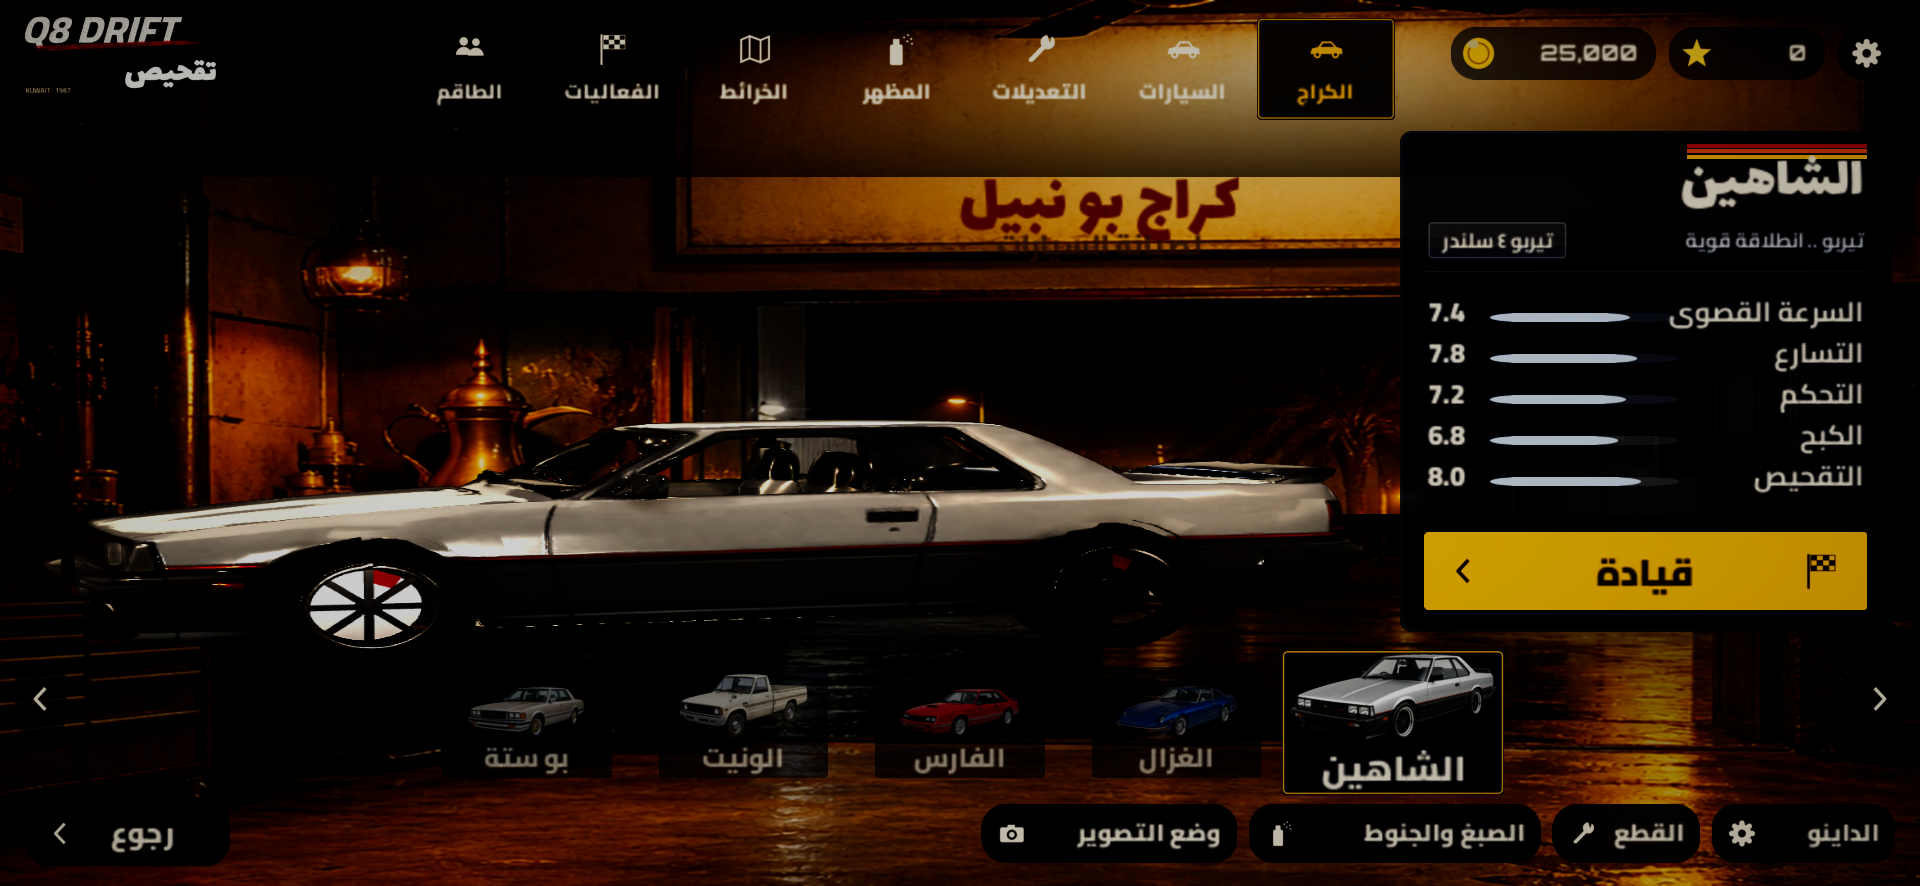 Q8 DRIFT
تقحيص
KUWAIT · 1987
الكراج
السيارات
التعديلات
المظهر
الخرائط
الفعاليات
الطاقم
25,000
0
كراج بو نبيل
الشاهين
تيربو .. انطلاقة قوية
تيربو ٤ سلندر
السرعة القصوى 7.4
التسارع 7.8
التحكم 7.2
الكبح 6.8
التقحيص 8.0
قيادة
الشاهين
الغزال
الفارس
الونيت
بو ستة
الداينو
القطع
الصبغ والجنوط
وضع التصوير
رجوع